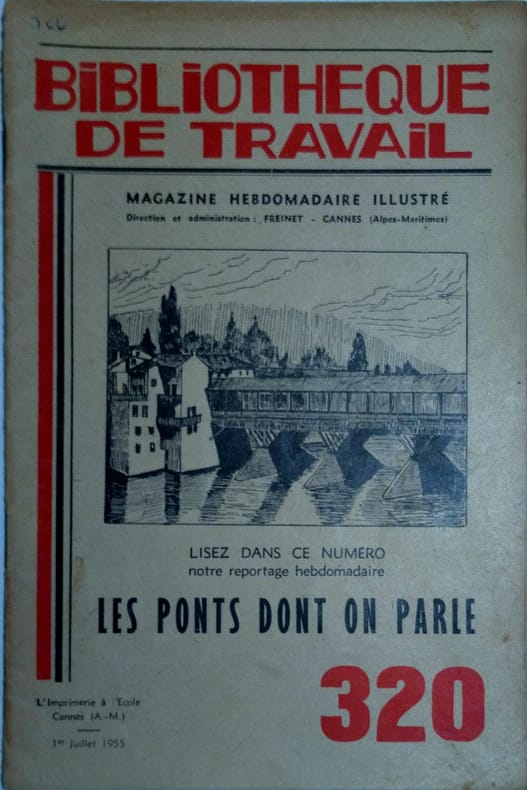 BiBLiOTHEQUE
DE TRAVAiL
MAGAZINE HEBDOMADAIRE ILLUSTRÉ
Direction et administration : FREINET - CANNES (Alpes-Maritimes)
LISEZ DANS CE NUMÉRO
notre reportage hebdomadaire
LES PONTS DONT ON PARLE
320
L'Imprimerie à l'Ecole
Cannes (A.-M.)
1er Juillet 1955